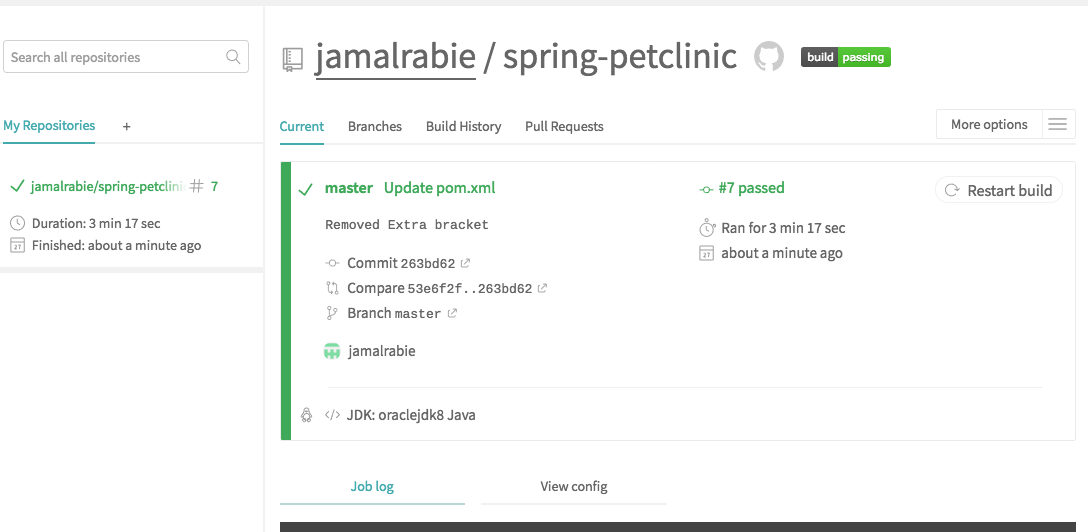 Search all repositories
My Repositories +
jamalrabie/spring-petclini # 7
Duration: 3 min 17 sec
Finished: about a minute ago
jamalrabie / spring-petclinic build passing
Current Branches Build History Pull Requests More options
master Update pom.xml
Removed Extra bracket
Commit 263bd62
Compare 53e6f2f..263bd62
Branch master
jamalrabie
#7 passed
Ran for 3 min 17 sec
about a minute ago
Restart build
</> JDK: oraclejdk8 Java
Job log View config